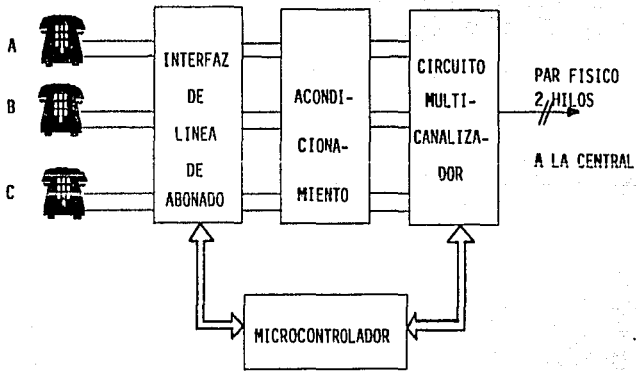 A
B
C
INTERFAZ
DE
LINEA
DE
ABONADO
ACONDI-
CIONA-
MIENTO
CIRCUITO
MULTI-
CANALIZA-
DOR
PAR FISICO
2 HILOS
A LA CENTRAL
MICROCONTROLADOR